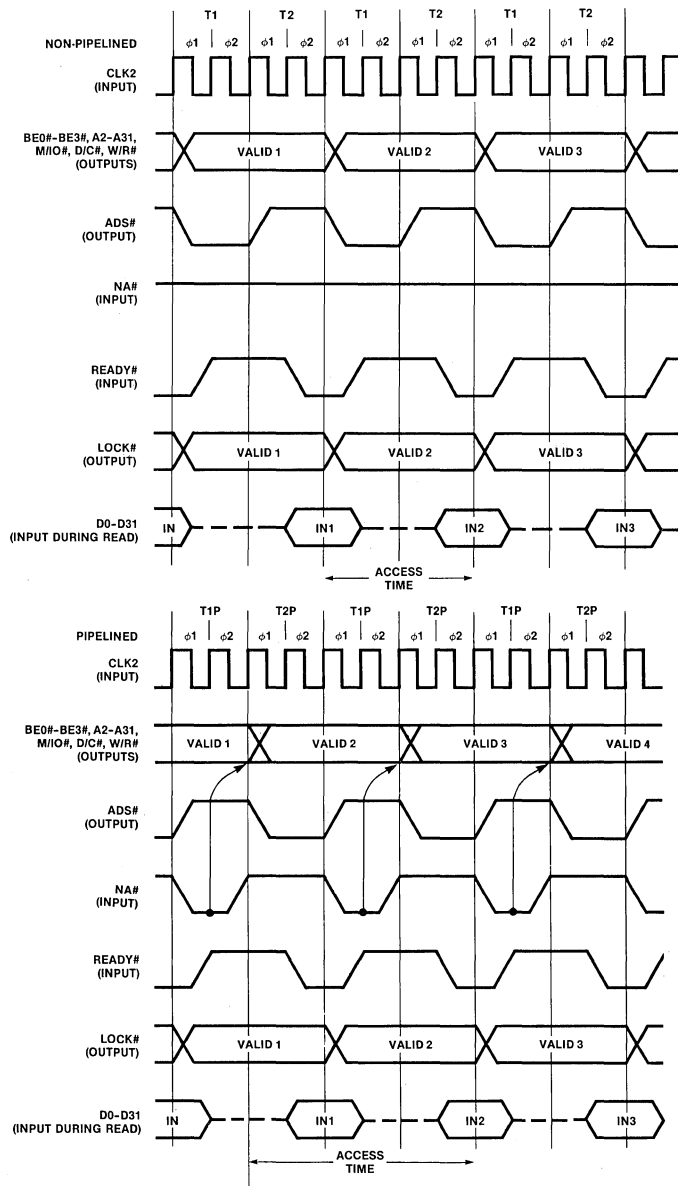 T1 T2 T1 T2 T1 T2
NON-PIPELINED φ1 φ2 φ1 φ2 φ1 φ2 φ1 φ2 φ1 φ2 φ1 φ2
CLK2
(INPUT)
BE0#-BE3#, A2-A31,
M/IO#, D/C#, W/R#
(OUTPUTS)
VALID 1 VALID 2 VALID 3
ADS#
(OUTPUT)
NA#
(INPUT)
READY#
(INPUT)
LOCK#
(OUTPUT)
VALID 1 VALID 2 VALID 3
D0-D31
(INPUT DURING READ)
IN IN1 IN2 IN3
ACCESS
TIME
T1P T2P T1P T2P T1P T2P
PIPELINED φ1 φ2 φ1 φ2 φ1 φ2 φ1 φ2 φ1 φ2 φ1 φ2
CLK2
(INPUT)
BE0#-BE3#, A2-A31,
M/IO#, D/C#, W/R#
(OUTPUTS)
VALID 1 VALID 2 VALID 3 VALID 4
ADS#
(OUTPUT)
NA#
(INPUT)
READY#
(INPUT)
LOCK#
(OUTPUT)
VALID 1 VALID 2 VALID 3
D0-D31
(INPUT DURING READ)
IN IN1 IN2 IN3
ACCESS
TIME